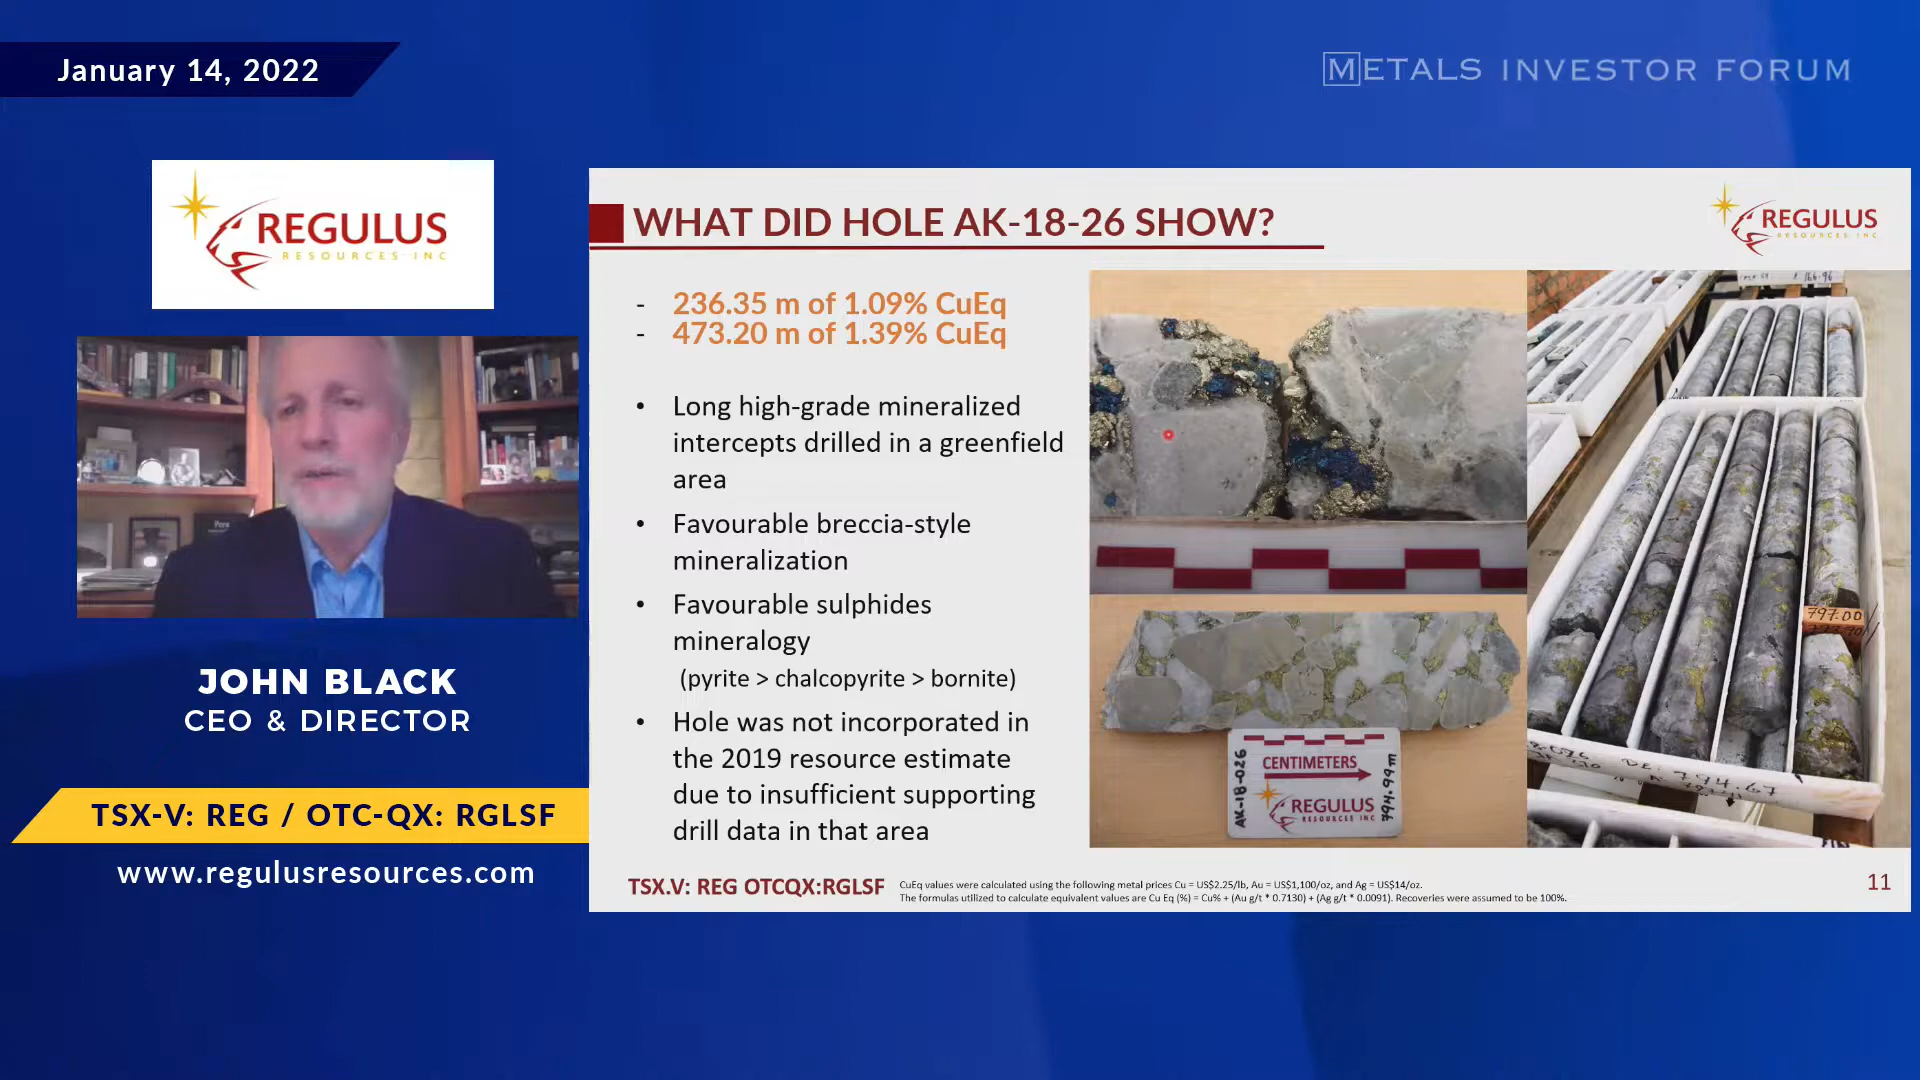 January 14, 2022
METALS INVESTOR FORUM
REGULUS
RESOURCES INC
JOHN BLACK
CEO & DIRECTOR
TSX-V: REG / OTC-QX: RGLSF
www.regulusresources.com
WHAT DID HOLE AK-18-26 SHOW?
REGULUS
RESOURCES INC
- 236.35 m of 1.09% CuEq
- 473.20 m of 1.39% CuEq
• Long high-grade mineralized
intercepts drilled in a greenfield
area
• Favourable breccia-style
mineralization
• Favourable sulphides
mineralogy
(pyrite > chalcopyrite > bornite)
• Hole was not incorporated in
the 2019 resource estimate
due to insufficient supporting
drill data in that area
AK-18-026
CENTIMETERS
REGULUS
RESOURCES INC
794.99m
797.00
794.67
TSX.V: REG OTCQX:RGLSF
CuEq values were calculated using the following metal prices Cu = US$2.25/lb, Au = US$1,100/oz, and Ag = US$14/oz.
The formulas utilized to calculate equivalent values are Cu Eq (%) = Cu% + (Au g/t * 0.7130) + (Ag g/t * 0.0091). Recoveries were assumed to be 100%.
11